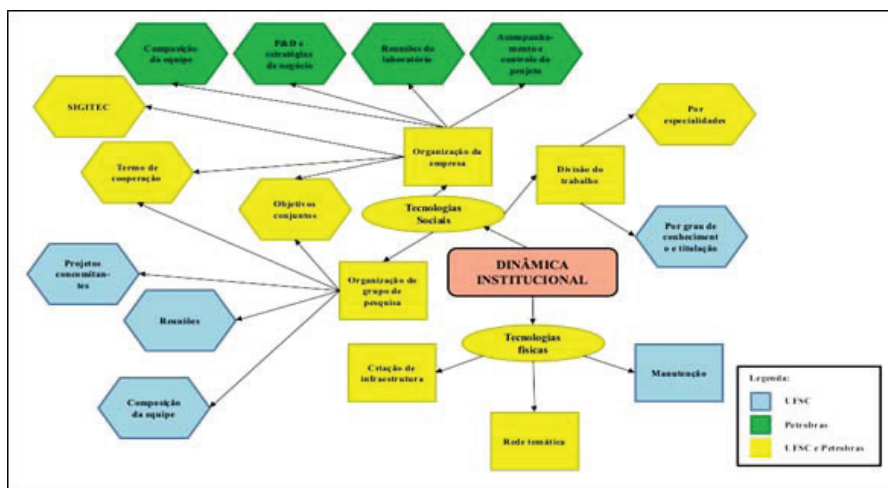 Composição
da equipe
P&D e
estratégias
de negócio
Reuniões do
laboratório
Acompanha-
mento e
controle do
projeto
SIGITEC
Por
especialidades
Organização da
empresa
Divisão do
trabalho
Termo de
cooperação
Objetivos
conjuntos
Tecnologias
Sociais
Por grau de
conheciment
o e titulação
Projetos
concomitan-
tes
DINÂMICA
INSTITUCIONAL
Organização do
grupo de
pesquisa
Reuniões
Tecnologias
físicas
Criação de
infraestrutura
Manutenção
Composição
da equipe
Rede temática
Legenda:
UFSC
Petrobras
UFSC e Petrobras